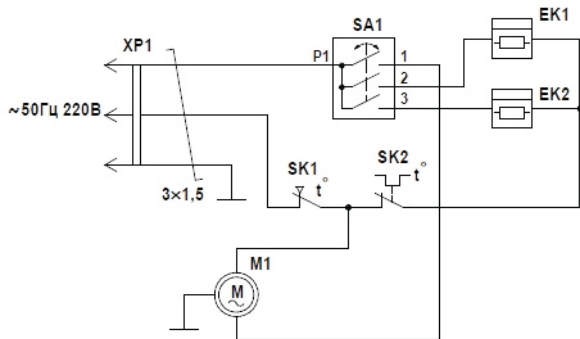 SA1
EK1
XP1
P1
1
2
3
EK2
~50Гц 220В
3×1,5
SK1
t°
SK2
t°
M1
M
~